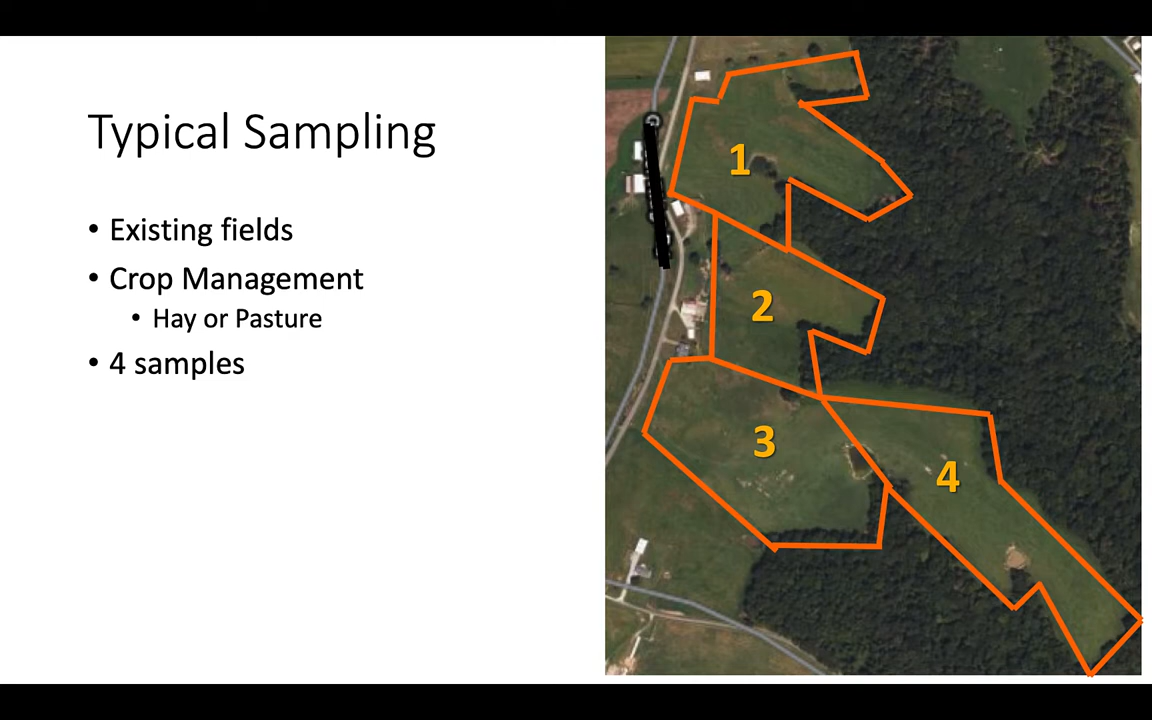 Typical Sampling
• Existing fields
• Crop Management
• Hay or Pasture
• 4 samples
1
2
3
4